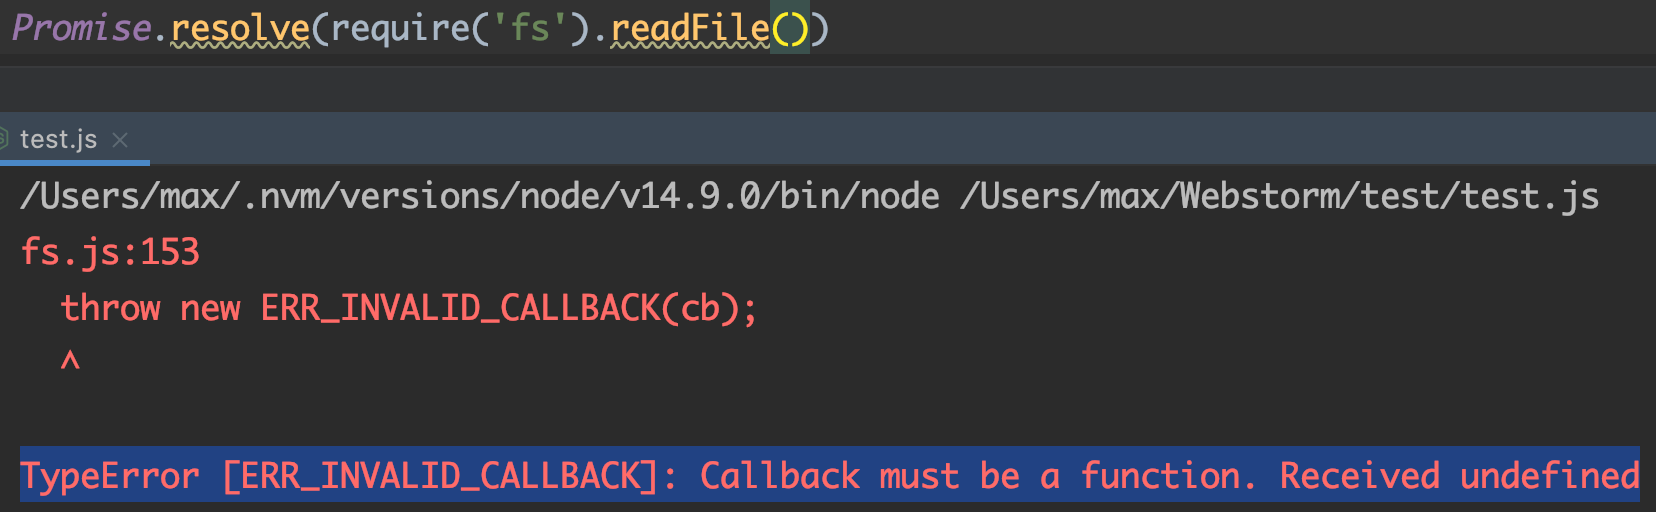 Promise.resolve(require('fs').readFile())
test.js
/Users/max/.nvm/versions/node/v14.9.0/bin/node /Users/max/Webstorm/test/test.js
fs.js:153
throw new ERR_INVALID_CALLBACK(cb);
^
TypeError [ERR_INVALID_CALLBACK]: Callback must be a function. Received undefined